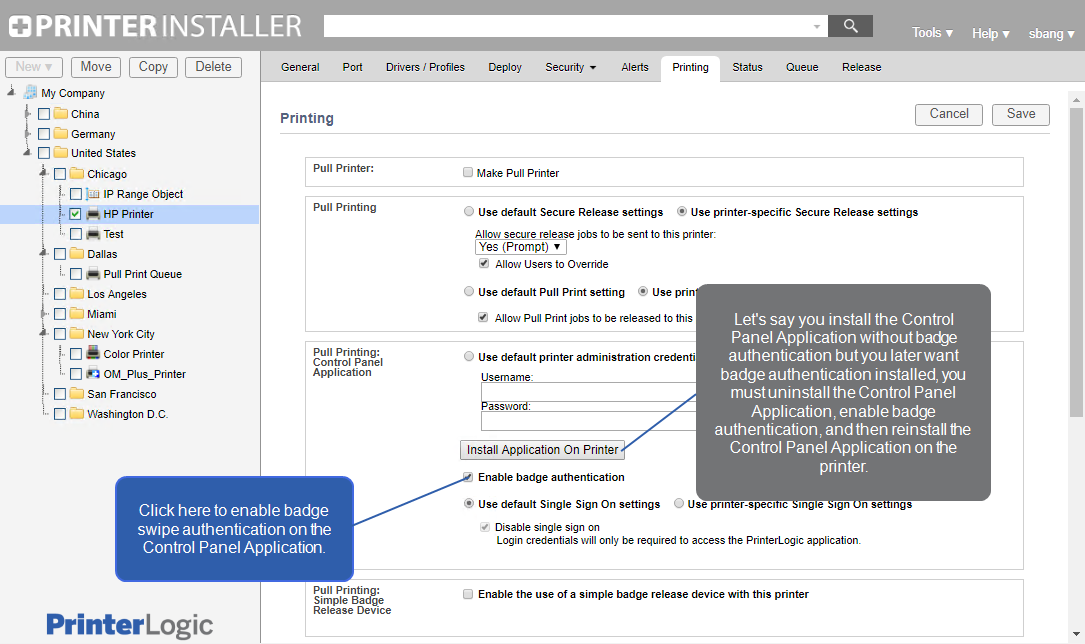 PRINTER INSTALLER
Tools ▾ Help ▾ sbang ▾
New ▾ Move Copy Delete
General Port Drivers / Profiles Deploy Security ▾ Alerts Printing Status Queue Release
My Company
China
Germany
United States
Chicago
IP Range Object
HP Printer
Test
Dallas
Pull Print Queue
Los Angeles
Miami
New York City
Color Printer
OM_Plus_Printer
San Francisco
Washington D.C.
PrinterLogic
Printing
Cancel Save
Pull Printer:
Make Pull Printer
Pull Printing
Use default Secure Release settings Use printer-specific Secure Release settings
Allow secure release jobs to be sent to this printer:
Yes (Prompt) ▾
Allow Users to Override
Use default Pull Print setting Use prin
Allow Pull Print jobs to be released to this
Pull Printing:
Control Panel
Application
Use default printer administration credenti
Username:
Password:
Install Application On Printer
Enable badge authentication
Use default Single Sign On settings Use printer-specific Single Sign On settings
Disable single sign on
Login credentials will only be required to access the PrinterLogic application.
Pull Printing:
Simple Badge
Release Device
Enable the use of a simple badge release device with this printer
Let's say you install the Control
Panel Application without badge
authentication but you later want
badge authentication installed, you
must uninstall the Control Panel
Application, enable badge
authentication, and then reinstall the
Control Panel Application on the
printer.
Click here to enable badge
swipe authentication on the
Control Panel Application.